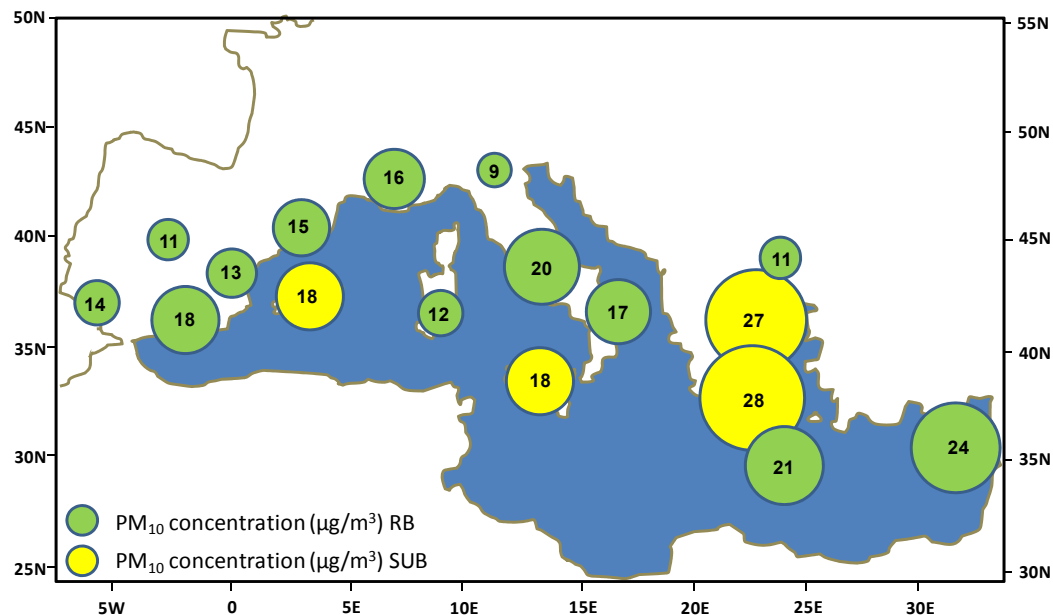 50N
55N
45N
50N
9
16
15
11
40N
45N
11
13
20
18
14
12
17
18
27
35N
40N
18
28
24
30N
21
35N
PM10 concentration (µg/m³) RB
PM10 concentration (µg/m³) SUB
25N
30N
5W 0 5E 10E 15E 20E 25E 30E